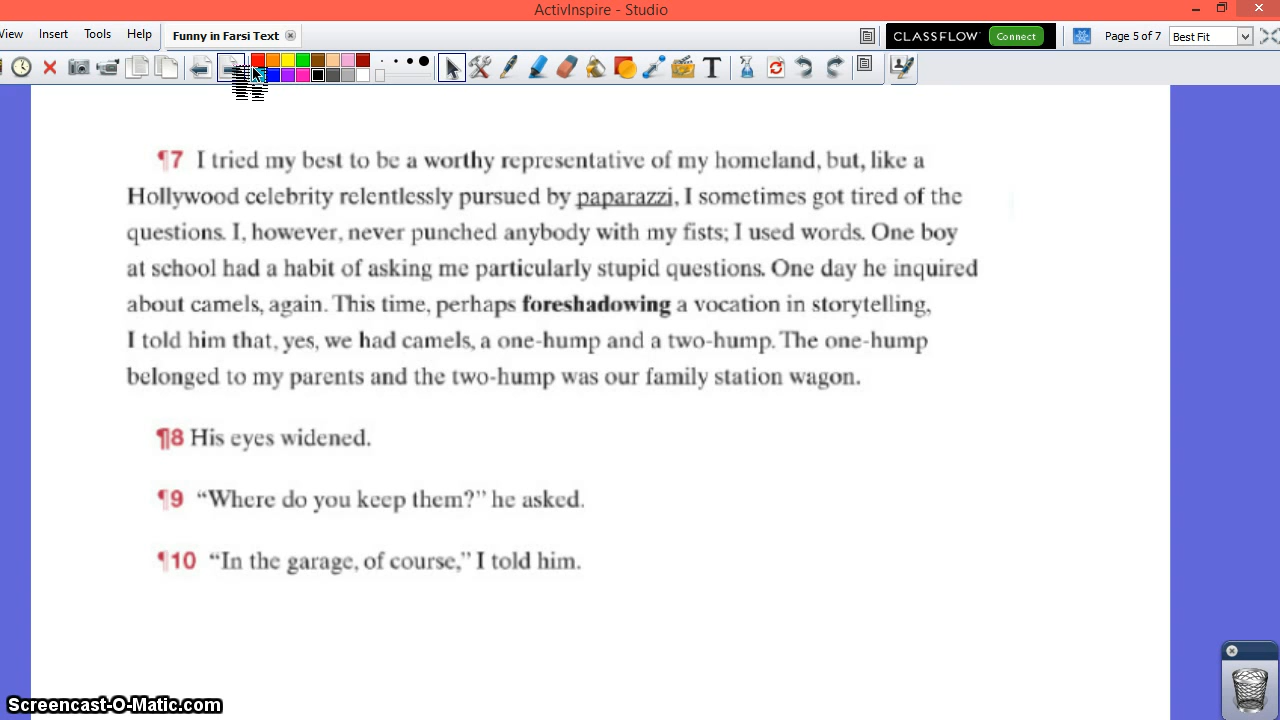 ActivInspire - Studio
View Insert Tools Help Funny in Farsi Text CLASSFLOW Connect Page 5 of 7 Best Fit
¶7 I tried my best to be a worthy representative of my homeland, but, like a
Hollywood celebrity relentlessly pursued by paparazzi, I sometimes got tired of the
questions. I, however, never punched anybody with my fists; I used words. One boy
at school had a habit of asking me particularly stupid questions. One day he inquired
about camels, again. This time, perhaps foreshadowing a vocation in storytelling,
I told him that, yes, we had camels, a one-hump and a two-hump. The one-hump
belonged to my parents and the two-hump was our family station wagon.
¶8 His eyes widened.
¶9 “Where do you keep them?” he asked.
¶10 “In the garage, of course,” I told him.
Screencast-O-Matic.com